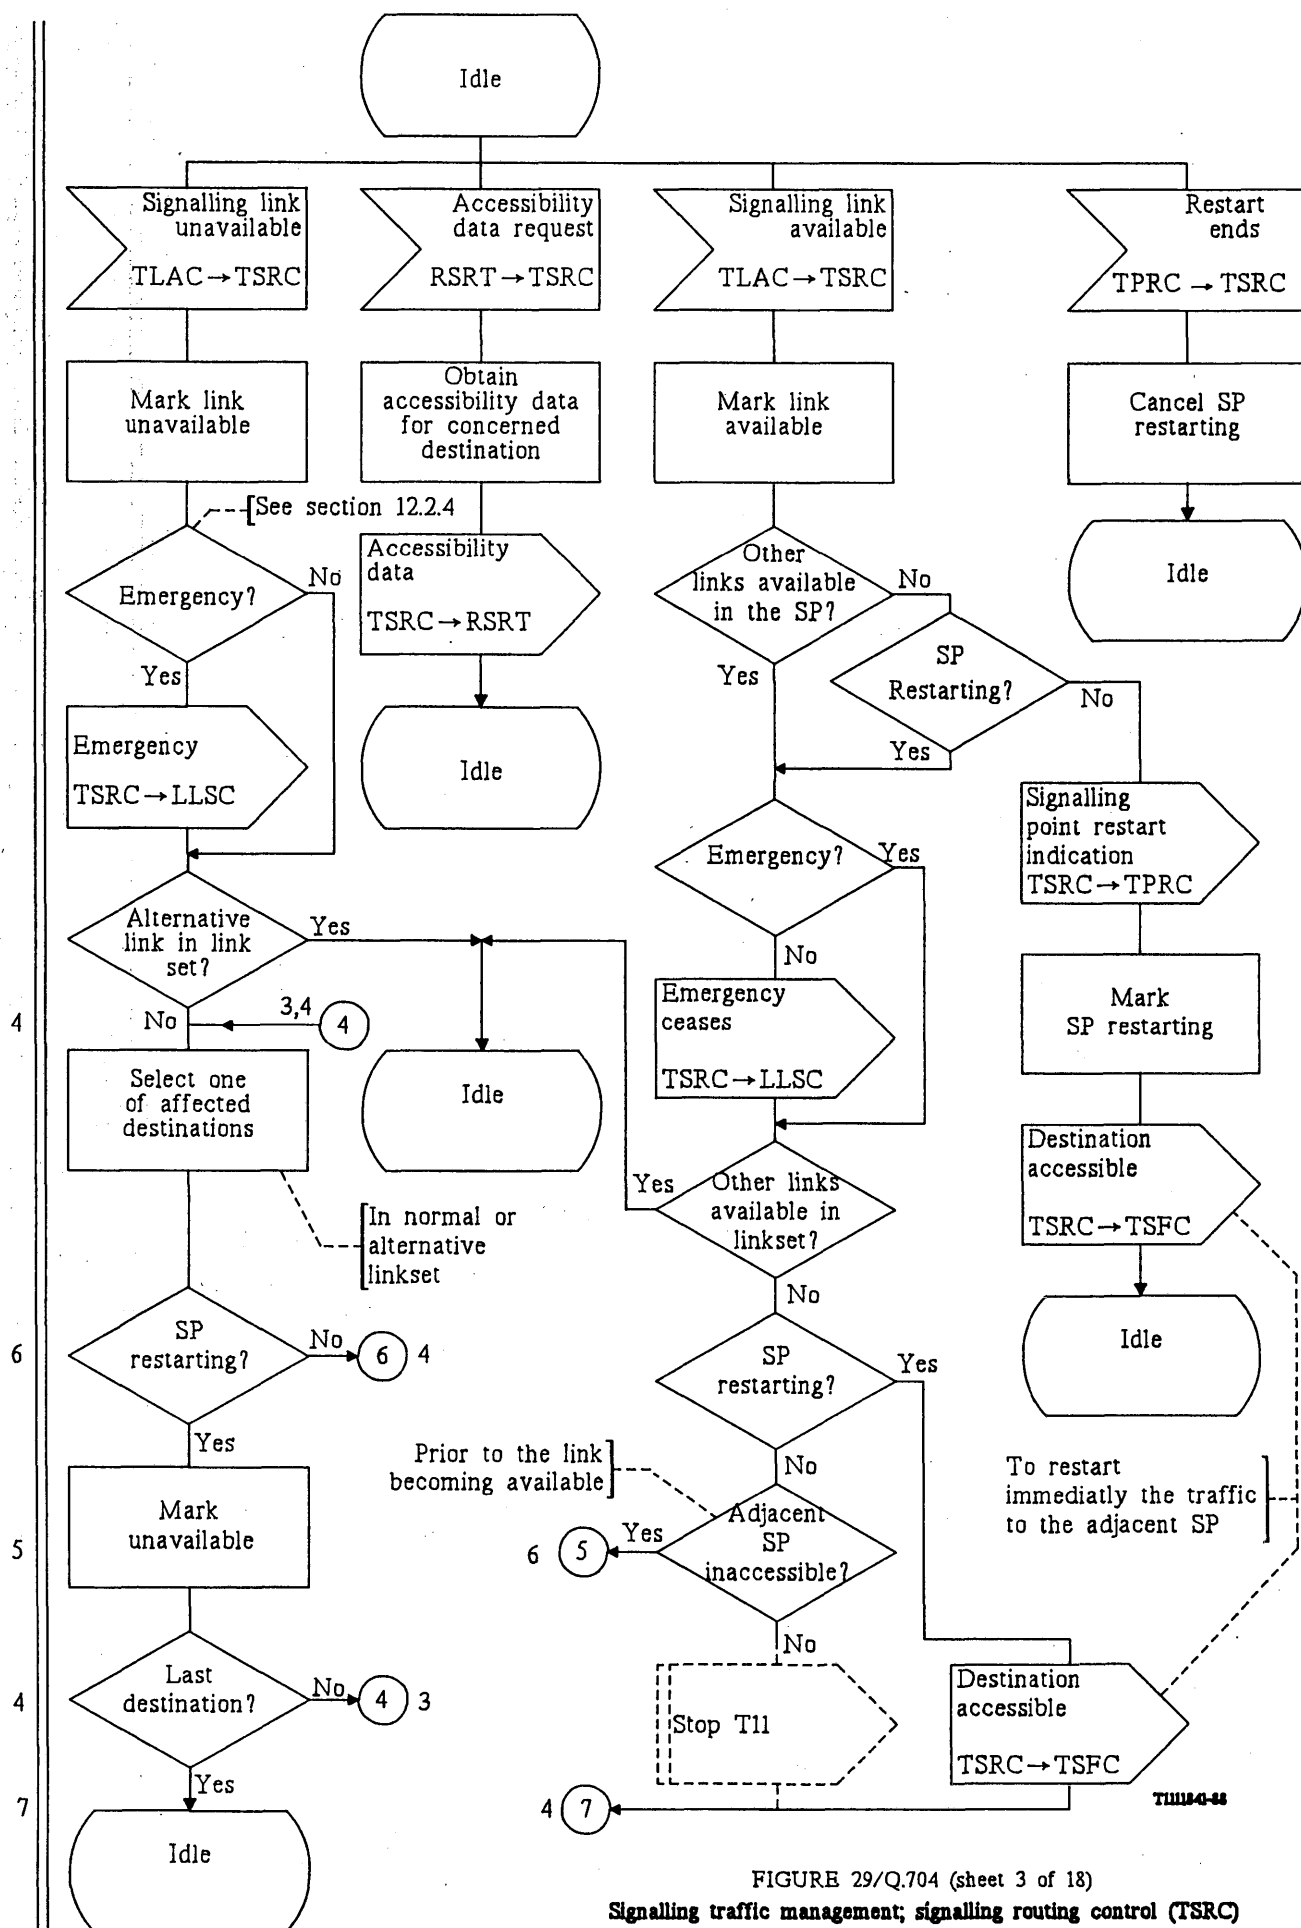 Idle
Signalling link
unavailable
TLAC→TSRC
Accessibility
data request
RSRT→TSRC
Signalling link
available
TLAC→TSRC
Restart
ends
TPRC→TSRC
Mark link
unavailable
Obtain
accessibility data
for concerned
destination
Mark link
available
Cancel SP
restarting
[See section 12.2.4
Emergency?
No
Yes
Accessibility
data
TSRC→RSRT
Other
links available
in the SP?
No
Yes
Idle
SP
Restarting?
No
Yes
Emergency
TSRC→LLSC
Idle
Signalling
point restart
indication
TSRC→TPRC
Emergency?
Yes
No
Alternative
link in link
set?
Yes
No
3,4
4
4
Emergency
ceases
TSRC→LLSC
Mark
SP restarting
Select one
of affected
destinations
Idle
Destination
accessible
TSRC→TSFC
Other links
available in
linkset?
Yes
No
In normal or
alternative
linkset
6
SP
restarting?
No
6
4
Yes
SP
restarting?
Yes
No
Idle
Prior to the link
becoming available
To restart
immediatly the traffic
to the adjacent SP
5
Mark
unavailable
6
5
Yes
Adjacent
SP
inaccessible?
No
4
Last
destination?
No
4
3
Yes
Stop T11
Destination
accessible
TSRC→TSFC
7
Idle
4
7
T1111841-88
FIGURE 29/Q.704 (sheet 3 of 18)
Signalling traffic management; signalling routing control (TSRC)